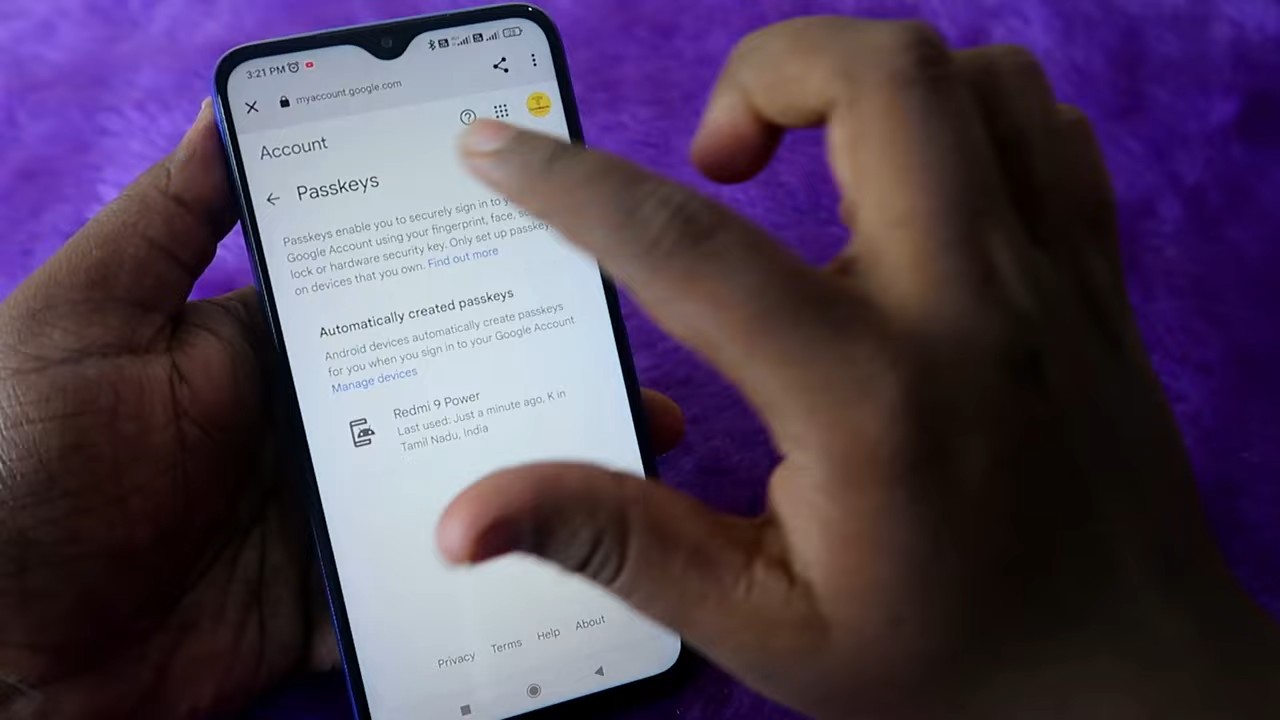 3:21 PM
myaccount.google.com
Account
Passkeys
Passkeys enable you to securely sign in to
Google Account using your fingerprint, face,
lock or hardware security key. Only set up
on devices that you own. Find out more
Automatically created passkeys
Android devices automatically create passkeys
for you when you sign in to your Google Account
Manage devices
Redmi 9 Power
Last used: Just a minute ago, K in
Tamil Nadu, India
Privacy Terms Help About